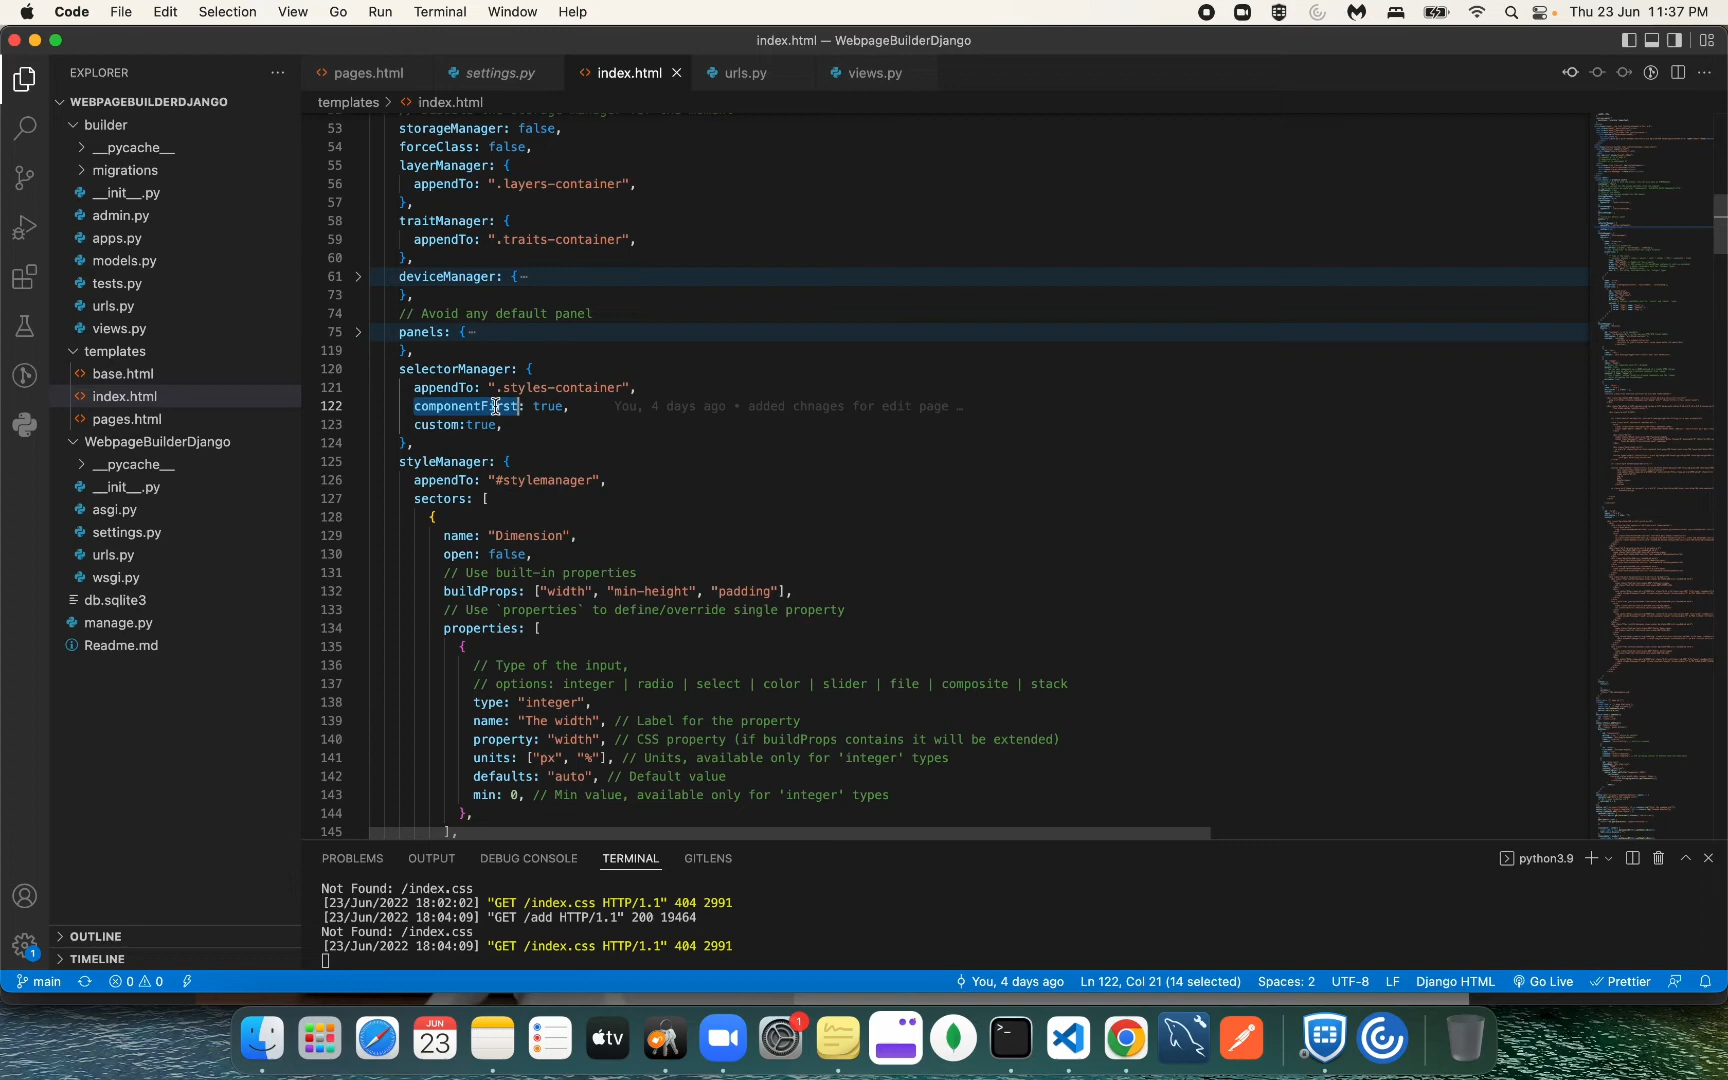 Code File Edit Selection View Go Run Terminal Window Help Thu 23 Jun 11:37 PM
index.html — WebpageBuilderDjango
EXPLORER
WEBPAGEBUILDERDJANGO
builder
__pycache__
migrations
__init__.py
admin.py
apps.py
models.py
tests.py
urls.py
views.py
templates
base.html
index.html
pages.html
WebpageBuilderDjango
__pycache__
__init__.py
asgi.py
settings.py
urls.py
wsgi.py
db.sqlite3
manage.py
Readme.md
OUTLINE
TIMELINE
pages.html settings.py index.html urls.py views.py
templates > index.html
53 storageManager: false,
54 forceClass: false,
55 layerManager: {
56 appendTo: ".layers-container",
57 },
58 traitManager: {
59 appendTo: ".traits-container",
60 },
61 deviceManager: {
73 },
74 // Avoid any default panel
75 panels: {
119 },
120 selectorManager: {
121 appendTo: ".styles-container",
122 componentFirst: true, You, 4 days ago • added chnages for edit page …
123 custom:true,
124 },
125 styleManager: {
126 appendTo: "#stylemanager",
127 sectors: [
128 {
129 name: "Dimension",
130 open: false,
131 // Use built-in properties
132 buildProps: ["width", "min-height", "padding"],
133 // Use `properties` to define/override single property
134 properties: [
135 {
136 // Type of the input,
137 // options: integer | radio | select | color | slider | file | composite | stack
138 type: "integer",
139 name: "The width", // Label for the property
140 property: "width", // CSS property (if buildProps contains it will be extended)
141 units: ["px", "%"], // Units, available only for 'integer' types
142 defaults: "auto", // Default value
143 min: 0, // Min value, available only for 'integer' types
144 },
145 ],
PROBLEMS OUTPUT DEBUG CONSOLE TERMINAL GITLENS python3.9
Not Found: /index.css
[23/Jun/2022 18:02:02] "GET /index.css HTTP/1.1" 404 2991
[23/Jun/2022 18:04:09] "GET /add HTTP/1.1" 200 19464
Not Found: /index.css
[23/Jun/2022 18:04:09] "GET /index.css HTTP/1.1" 404 2991
main 0 0 You, 4 days ago Ln 122, Col 21 (14 selected) Spaces: 2 UTF-8 LF Django HTML Go Live Prettier
1
JUN
23
tv
1